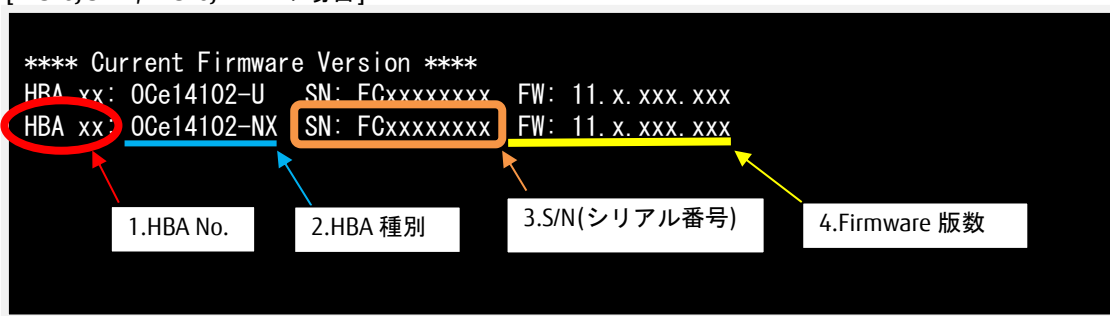 **** Current Firmware Version ****
HBA xx: OCe14102-U SN: FCxxxxxxxx FW: 11.x.xxx.xxx
HBA xx: OCe14102-NX SN: FCxxxxxxxx FW: 11.x.xxx.xxx
1.HBA No.
2.HBA 種別
3.S/N(シリアル番号)
4.Firmware 版数